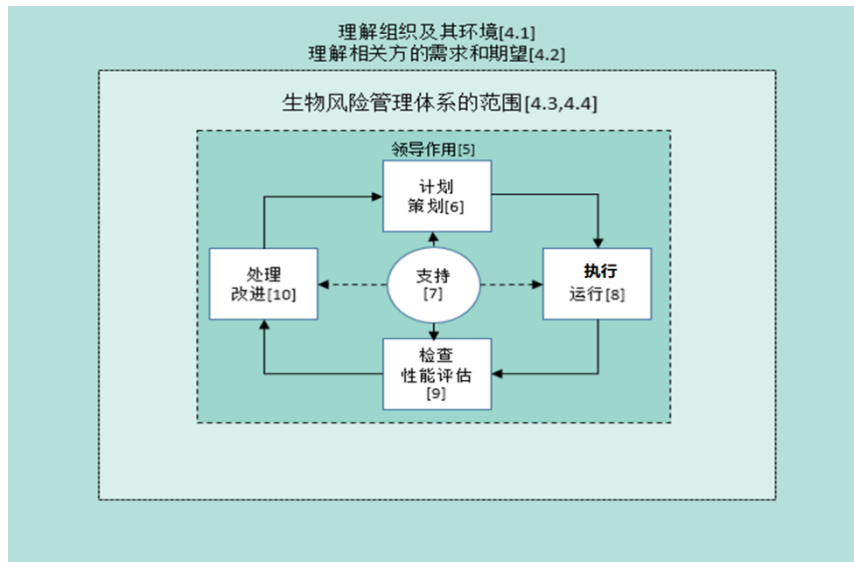 理解组织及其环境[4.1]
理解相关方的需求和期望[4.2]
生物风险管理体系的范围[4.3,4.4]
领导作用[5]
计划
策划[6]
处理
改进[10]
支持
[7]
执行
运行[8]
检查
性能评估
[9]